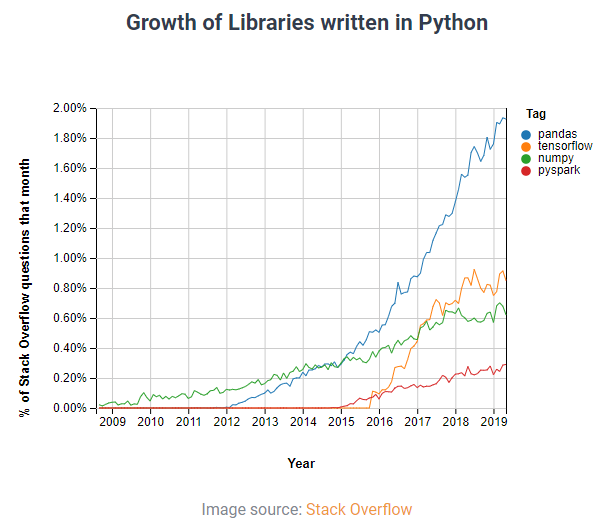 Growth of Libraries written in Python
% of Stack Overflow questions that month
2.00%
1.80%
1.60%
1.40%
1.20%
1.00%
0.80%
0.60%
0.40%
0.20%
0.00%
2009 2010 2011 2012 2013 2014 2015 2016 2017 2018 2019
Year
Tag
pandas
tensorflow
numpy
pyspark
Image source: Stack Overflow